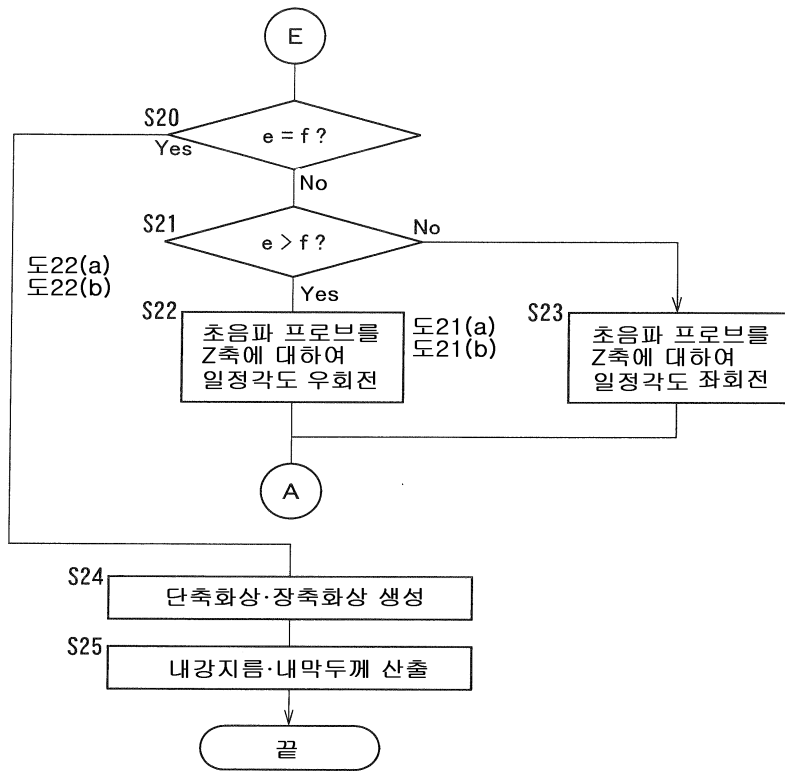 E
S20
e = f ?
Yes
No
S21
e > f ?
No
도22(a)
도22(b)
Yes
S22
초음파 프로브를
Z축에 대하여
일정각도 우회전
도21(a)
도21(b)
S23
초음파 프로브를
Z축에 대하여
일정각도 좌회전
A
S24
단축화상·장축화상 생성
S25
내강지름·내막두께 산출
끝